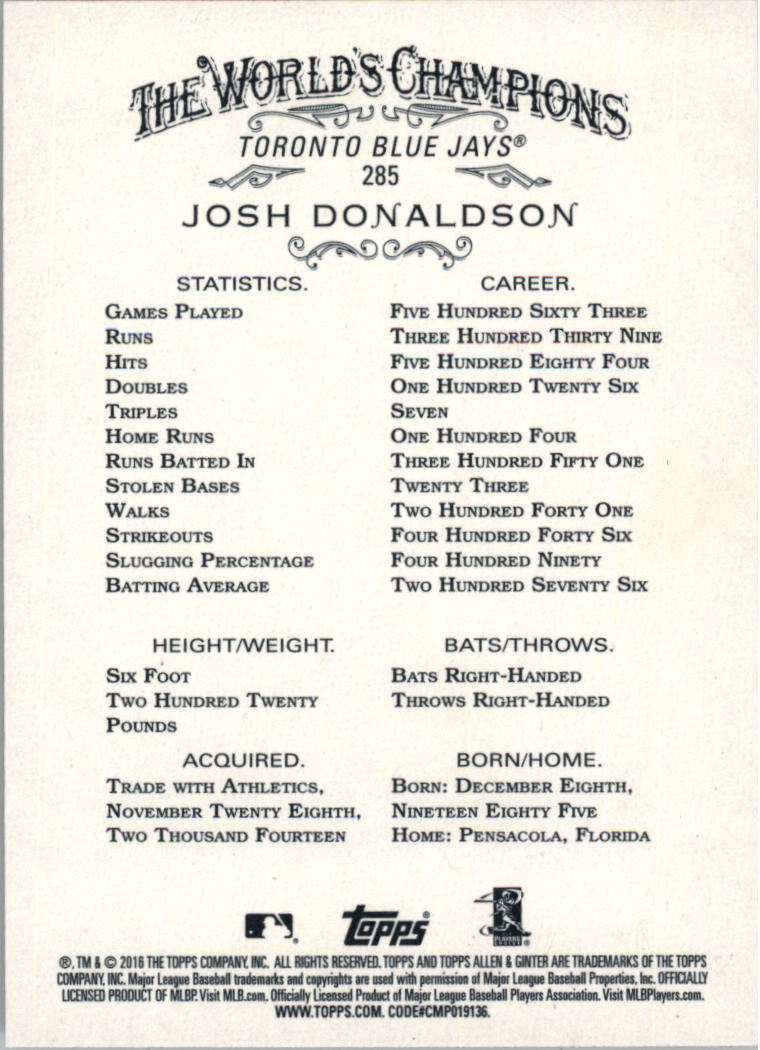 THE WORLD'S CHAMPIONS
TORONTO BLUE JAYS®
285
JOSH DONALDSON
STATISTICS. CAREER.
GAMES PLAYED FIVE HUNDRED SIXTY THREE
RUNS THREE HUNDRED THIRTY NINE
HITS FIVE HUNDRED EIGHTY FOUR
DOUBLES ONE HUNDRED TWENTY SIX
TRIPLES SEVEN
HOME RUNS ONE HUNDRED FOUR
RUNS BATTED IN THREE HUNDRED FIFTY ONE
STOLEN BASES TWENTY THREE
WALKS TWO HUNDRED FORTY ONE
STRIKEOUTS FOUR HUNDRED FORTY SIX
SLUGGING PERCENTAGE FOUR HUNDRED NINETY
BATTING AVERAGE TWO HUNDRED SEVENTY SIX
HEIGHT/WEIGHT.
SIX FOOT
TWO HUNDRED TWENTY
POUNDS
BATS/THROWS.
BATS RIGHT-HANDED
THROWS RIGHT-HANDED
ACQUIRED.
TRADE WITH ATHLETICS,
NOVEMBER TWENTY EIGHTH,
TWO THOUSAND FOURTEEN
BORN/HOME.
BORN: DECEMBER EIGHTH,
NINETEEN EIGHTY FIVE
HOME: PENSACOLA, FLORIDA
topps®
®, TM & © 2016 THE TOPPS COMPANY, INC. ALL RIGHTS RESERVED. TOPPS AND TOPPS ALLEN & GINTER ARE TRADEMARKS OF THE TOPPS
COMPANY, INC. Major League Baseball trademarks and copyrights are used with permission of Major League Baseball Properties, Inc. OFFICIALLY
LICENSED PRODUCT OF MLBP. Visit MLB.com. Officially Licensed Product of Major League Baseball Players Association. Visit MLBPlayers.com.
WWW.TOPPS.COM. CODE#CMP019136.